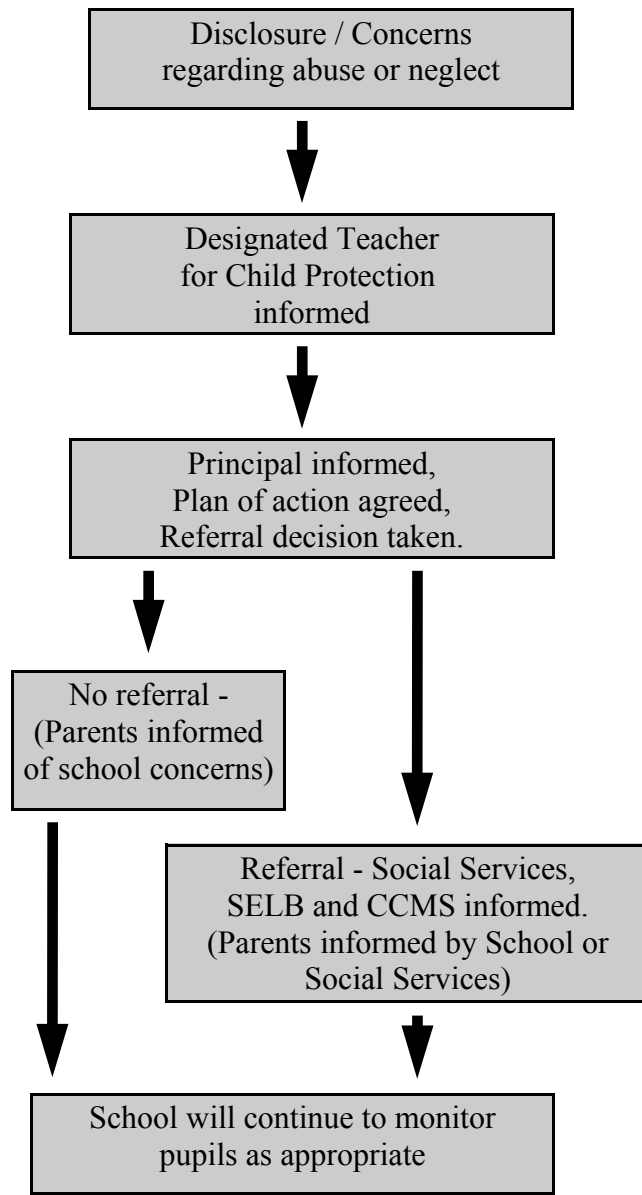 Disclosure / Concerns
regarding abuse or neglect
Designated Teacher
for Child Protection
informed
Principal informed,
Plan of action agreed,
Referral decision taken.
No referral -
(Parents informed
of school concerns)
Referral - Social Services,
SELB and CCMS informed.
(Parents informed by School or
Social Services)
School will continue to monitor
pupils as appropriate